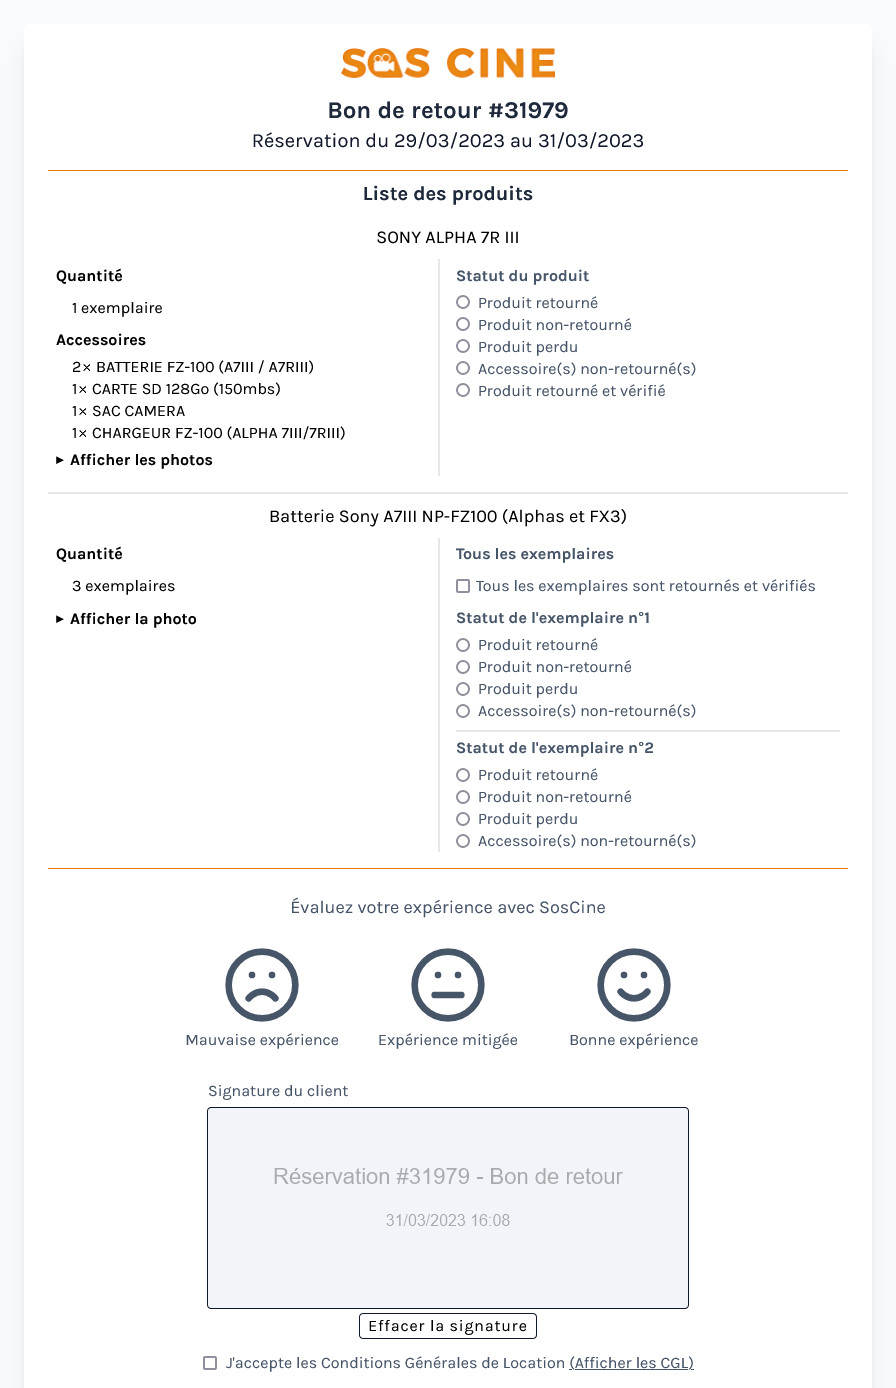 SOS CINE
Bon de retour #31979
Réservation du 29/03/2023 au 31/03/2023
Liste des produits
SONY ALPHA 7R III
Quantité
1 exemplaire
Accessoires
2× BATTERIE FZ-100 (A7III / A7RIII)
1× CARTE SD 128Go (150mbs)
1× SAC CAMERA
1× CHARGEUR FZ-100 (ALPHA 7III/7RIII)
▸ Afficher les photos
Statut du produit
Produit retourné
Produit non-retourné
Produit perdu
Accessoire(s) non-retourné(s)
Produit retourné et vérifié
Batterie Sony A7III NP-FZ100 (Alphas et FX3)
Quantité
3 exemplaires
▸ Afficher la photo
Tous les exemplaires
Tous les exemplaires sont retournés et vérifiés
Statut de l'exemplaire n°1
Produit retourné
Produit non-retourné
Produit perdu
Accessoire(s) non-retourné(s)
Statut de l'exemplaire n°2
Produit retourné
Produit non-retourné
Produit perdu
Accessoire(s) non-retourné(s)
Évaluez votre expérience avec SosCine
Mauvaise expérience
Expérience mitigée
Bonne expérience
Signature du client
Réservation #31979 - Bon de retour
31/03/2023 16:08
Effacer la signature
J'accepte les Conditions Générales de Location (Afficher les CGL)